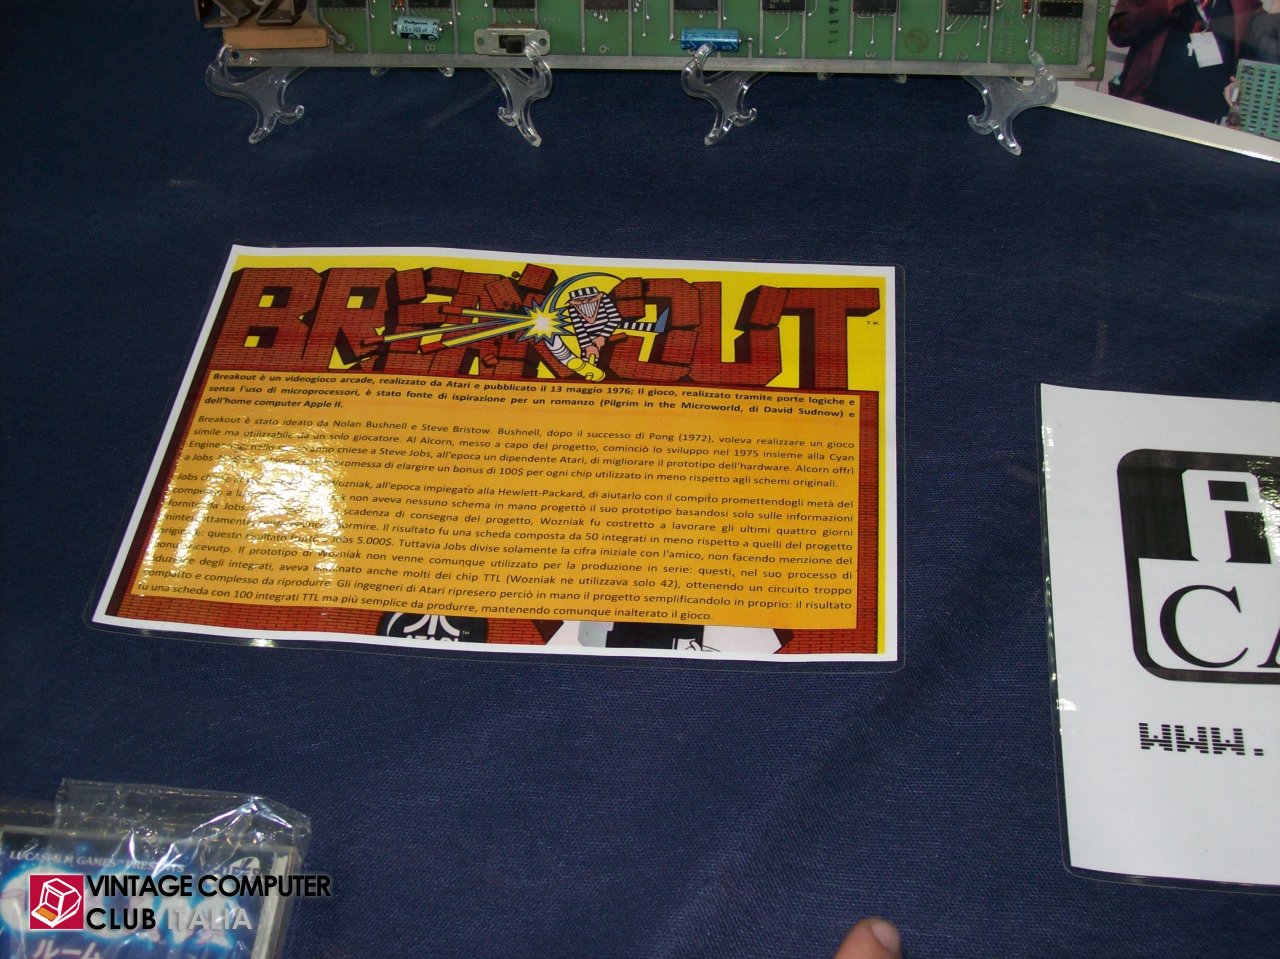 BREAKOUT
T.M.
Breakout è un videogioco arcade, realizzato da Atari e pubblicato il 13 maggio 1976; Il gioco, realizzato tramite porte logiche e
senza l'uso di microprocessori, è stato fonte di ispirazione per un romanzo (Pilgrim in the Microworld, di David Sudnow) e
dell'home computer Apple II.
Breakout è stato ideato da Nolan Bushnell e Steve Bristow. Bushnell, dopo il successo di Pong (1972), voleva realizzare un gioco
simile ma utilizzabile da un solo giocatore. Al Alcorn, messo a capo del progetto, cominciò lo sviluppo nel 1975 insieme alla Cyan
anno chiese a Steve Jobs, all'epoca un dipendente Atari, di migliorare il prototipo dell'hardware. Alcorn offrì
a Jobs promessa di elargire un bonus di 100$ per ogni chip utilizzato in meno rispetto agli schemi originali.
Jobs Wozniak, all'epoca impiegato alla Hewlett-Packard, di aiutarlo con il compito promettendogli metà del
non aveva nessuno schema in mano progettò il suo prototipo basandosi solo sulle informazioni
Jobs scadenza di consegna del progetto, Wozniak fu costretto a lavorare gli ultimi quattro giorni
dormire. Il risultato fu una scheda composta da 50 integrati in meno rispetto a quelli del progetto
questo risultato Jobs 5.000$. Tuttavia Jobs divise solamente la cifra iniziale con l'amico, non facendo menzione del
ricevuto. Il prototipo di Wozniak non venne comunque utilizzato per la produzione in serie: questi, nel suo processo di
degli integrati, aveva anche molti dei chip TTL (Wozniak ne utilizzava solo 42), ottenendo un circuito troppo
compatto e complesso da riprodurre. Gli ingegneri di Atari ripresero perciò in mano il progetto semplificandolo in proprio: il risultato
fu una scheda con 100 integrati TTL ma più semplice da produrre, mantenendo comunque inalterato il gioco.
ATARI
CA
www.
LUCASFILM GAMES PRESENTS
ルーム
VINTAGE COMPUTER
CLUB ITALIA